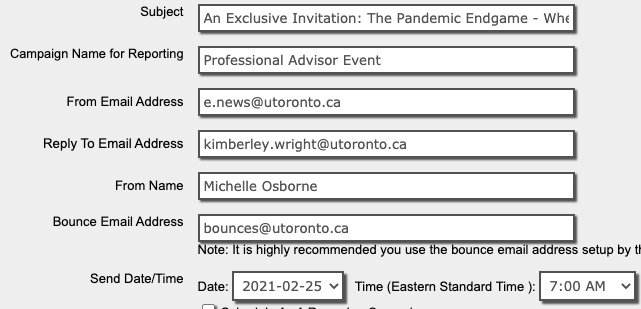 Subject An Exclusive Invitation: The Pandemic Endgame - Whe
Campaign Name for Reporting Professional Advisor Event
From Email Address e.news@utoronto.ca
Reply To Email Address kimberley.wright@utoronto.ca
From Name Michelle Osborne
Bounce Email Address bounces@utoronto.ca
Note: It is highly recommended you use the bounce email address setup by th
Send Date/Time Date: 2021-02-25 Time (Eastern Standard Time ): 7:00 AM